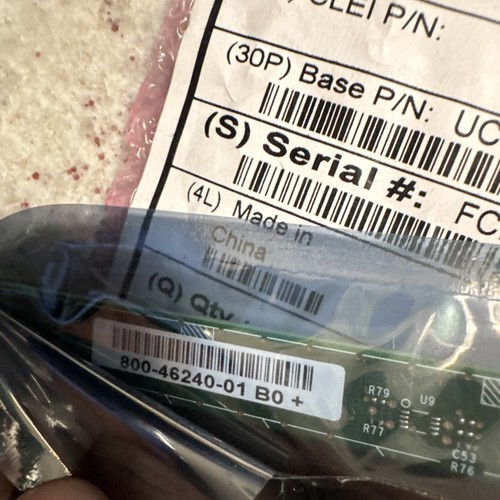 CLEI P/N:
(30P) Base P/N: UC
(S) Serial #: FC
(4L) Made in
China
(Q) Qty
800-46240-01 B0 +
R79
U9
R77
C53
R76